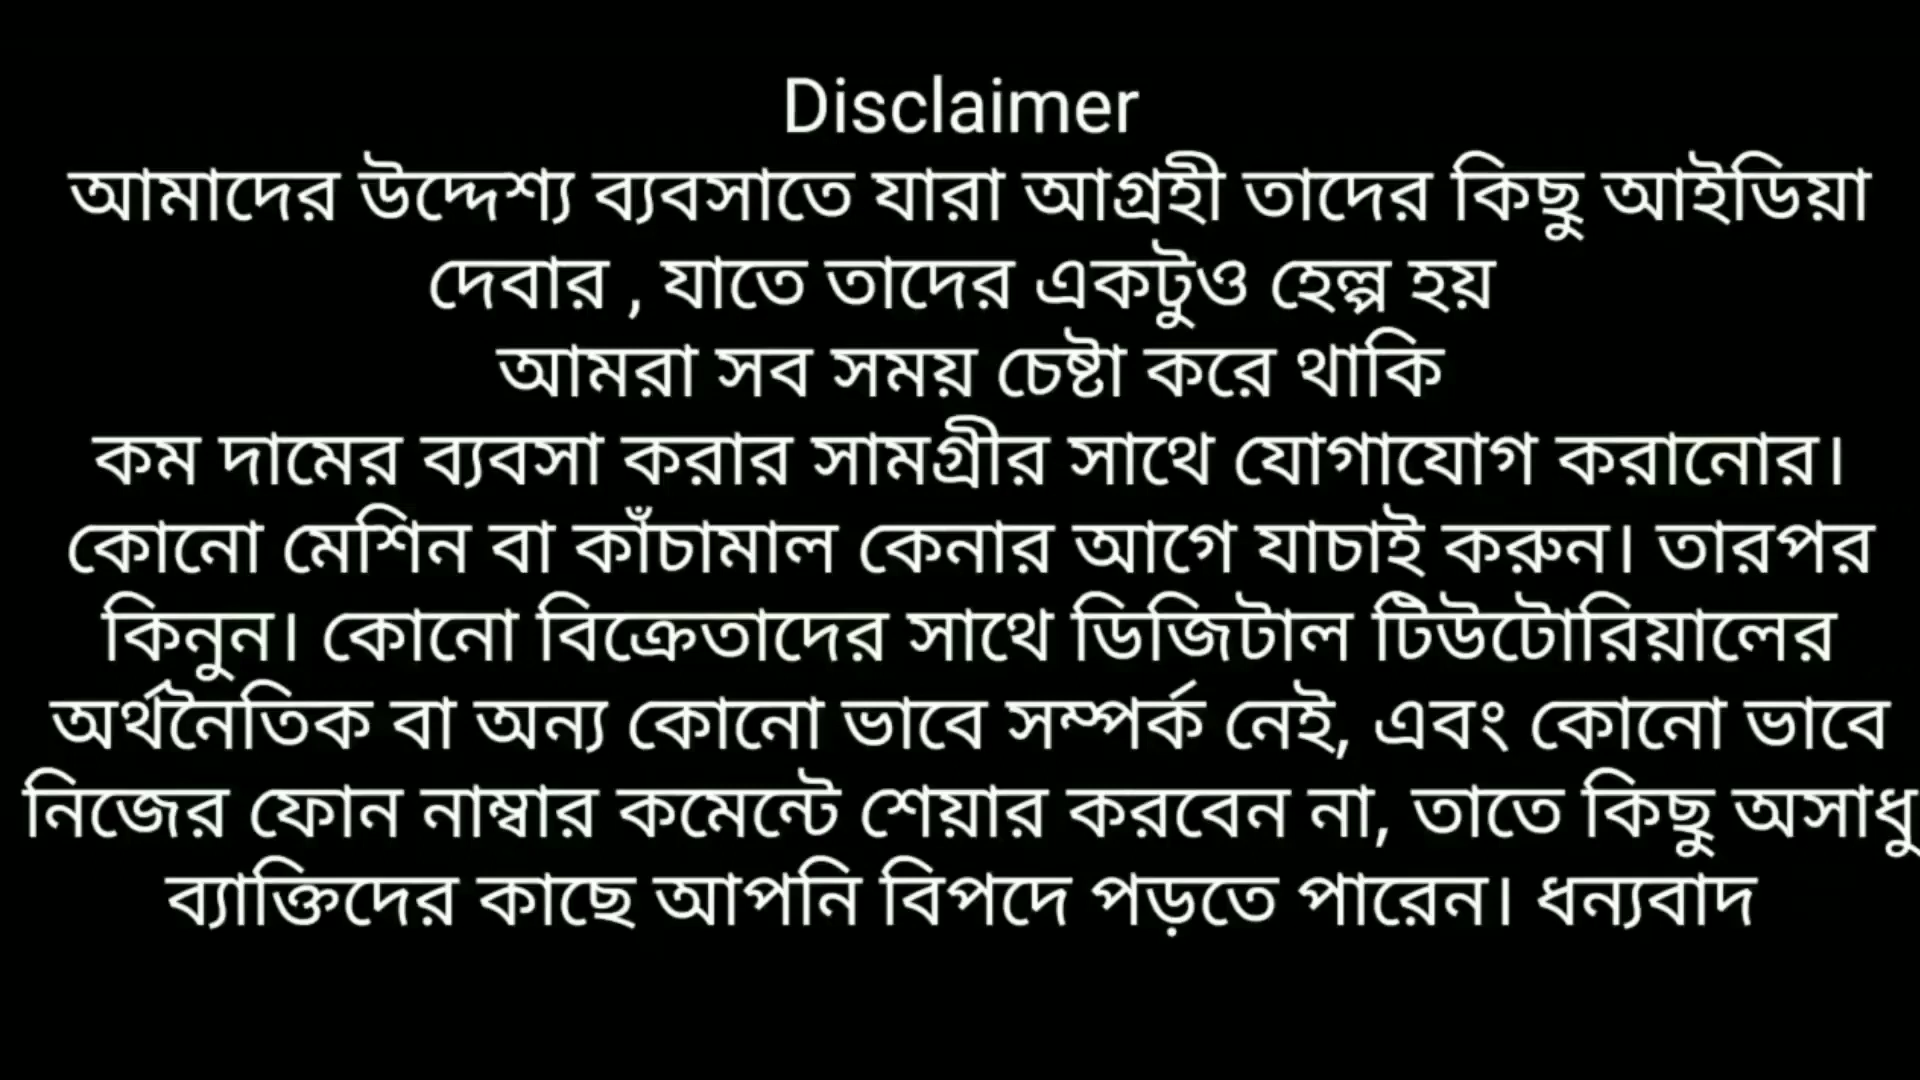 Disclaimer
আমাদের উদ্দেশ্য ব্যবসাতে যারা আগ্রহী তাদের কিছু আইডিয়া
দেবার , যাতে তাদের একটুও হেল্প হয়
আমরা সব সময় চেষ্টা করে থাকি
কম দামের ব্যবসা করার সামগ্রীর সাথে যোগাযোগ করানোর।
কোনো মেশিন বা কাঁচামাল কেনার আগে যাচাই করুন। তারপর
কিনুন। কোনো বিক্রেতাদের সাথে ডিজিটাল টিউটোরিয়ালের
অর্থনৈতিক বা অন্য কোনো ভাবে সম্পর্ক নেই, এবং কোনো ভাবে
নিজের ফোন নাম্বার কমেন্টে শেয়ার করবেন না, তাতে কিছু অসাধু
ব্যাক্তিদের কাছে আপনি বিপদে পড়তে পারেন। ধন্যবাদ